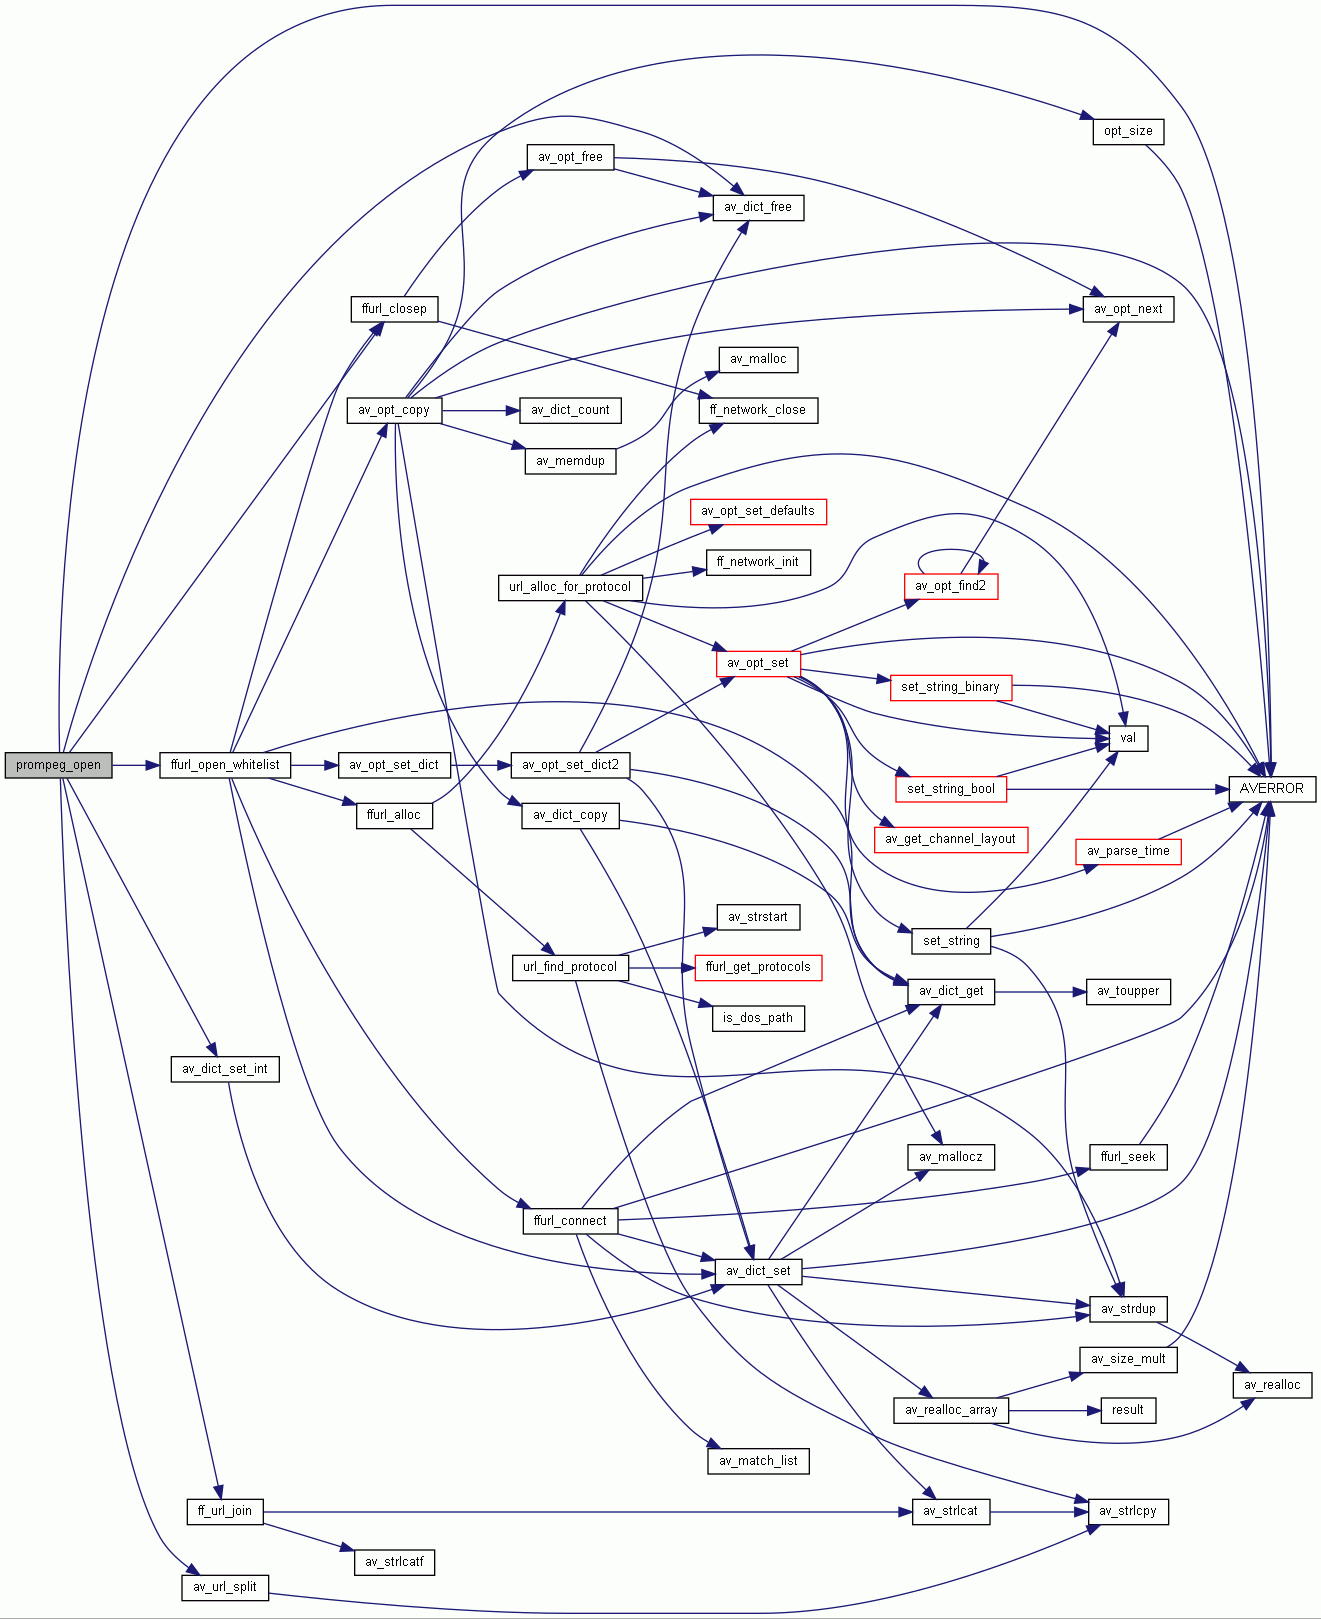 opt_size
av_opt_free
av_dict_free
ffurl_closep
av_opt_next
av_malloc
av_opt_copy
av_dict_count
ff_network_close
av_memdup
av_opt_set_defaults
ff_network_init
url_alloc_for_protocol
av_opt_find2
av_opt_set
set_string_binary
val
prompeg_open
ffurl_open_whitelist
av_opt_set_dict
av_opt_set_dict2
set_string_bool
AVERROR
ffurl_alloc
av_dict_copy
av_get_channel_layout
av_parse_time
av_strstart
set_string
url_find_protocol
ffurl_get_protocols
av_dict_get
av_toupper
is_dos_path
av_dict_set_int
av_mallocz
ffurl_seek
ffurl_connect
av_dict_set
av_strdup
av_size_mult
av_realloc
av_realloc_array
result
av_match_list
ff_url_join
av_strlcat
av_strlcpy
av_strlcatf
av_url_split